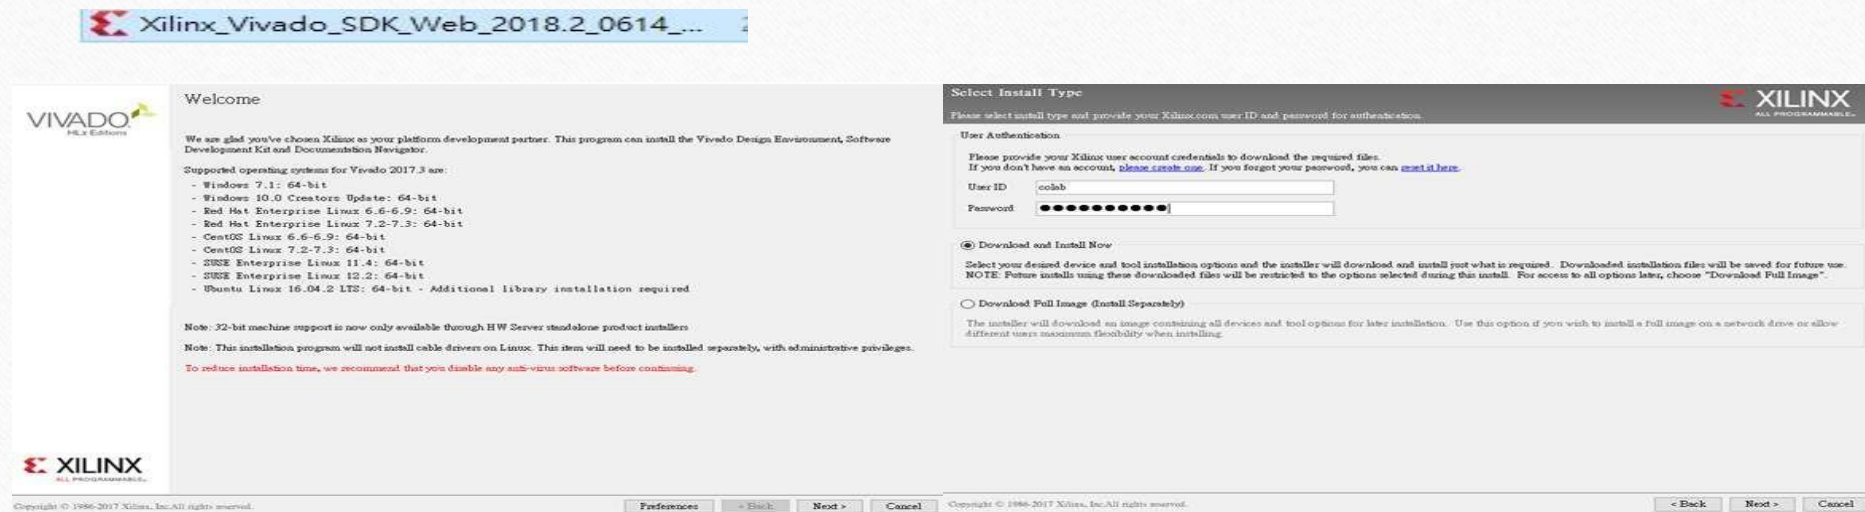 Xilinx_Vivado_SDK_Web_2018.2_0614_...
VIVADO
HLx Editions
Welcome
We are glad you've chosen Xilinx as your platform development partner. This program can install the Vivado Design Environment, Software
Development Kit and Documentation Navigator.
Supported operating systems for Vivado 2017.3 are:
- Windows 7.1: 64-bit
- Windows 10.0 Creators Update: 64-bit
- Red Hat Enterprise Linux 6.6-6.9: 64-bit
- Red Hat Enterprise Linux 7.2-7.3: 64-bit
- CentOS Linux 6.6-6.9: 64-bit
- CentOS Linux 7.2-7.3: 64-bit
- SUSE Enterprise Linux 11.4: 64-bit
- SUSE Enterprise Linux 12.2: 64-bit
- Ubuntu Linux 16.04.2 LTS: 64-bit - Additional library installation required
Note: 32-bit machine support is now only available through HW Server standalone product installers
Note: This installation program will not install cable drivers on Linux. This item will need to be installed separately, with administrative privileges.
To reduce installation time, we recommend that you disable any anti-virus software before continuing.
XILINX
ALL PROGRAMMABLE
Copyright © 1986-2017 Xilinx, Inc.All rights reserved.
Preferences
< Back
Next >
Cancel
Select Install Type
Please select install type and provide your Xilinx.com user ID and password for authentication.
XILINX
ALL PROGRAMMABLE
User Authentication
Please provide your Xilinx user account credentials to download the required files.
If you don't have an account, please create one. If you forgot your password, you can reset it here.
User ID
colab
Password
●●●●●●●●●●
Download and Install Now
Select your desired device and tool installation options and the installer will download and install just what is required. Downloaded installation files will be saved for future use.
NOTE: Future installs using these downloaded files will be restricted to the options selected during this install. For access to all options later, choose "Download Full Image".
Download Full Image (Install Separately)
The installer will download an image containing all devices and tool options for later installation. Use this option if you wish to install a full image on a network drive or allow
different users maximum flexibility when installing.
Copyright © 1986-2017 Xilinx, Inc.All rights reserved.
< Back
Next >
Cancel